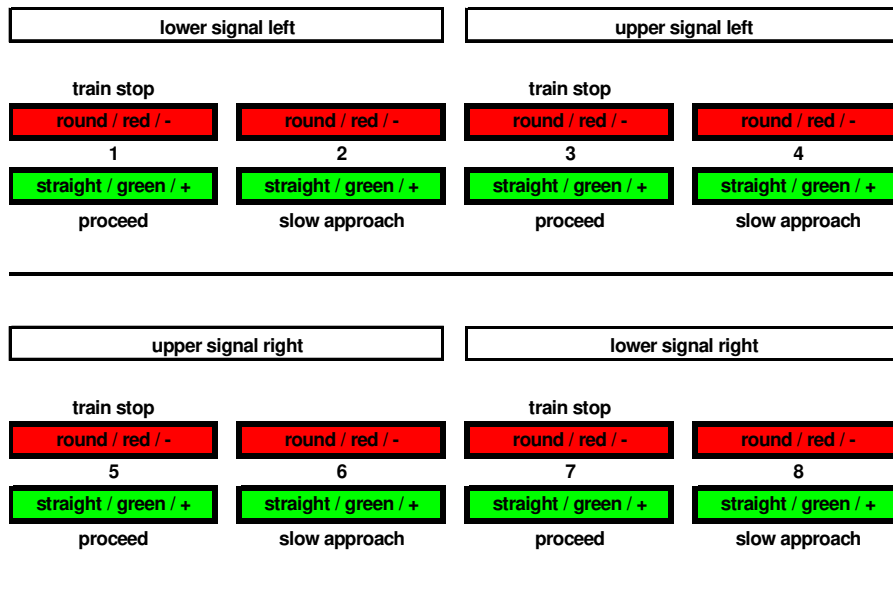 lower signal left upper signal left
train stop train stop
round / red / - round / red / - round / red / - round / red / -
1 2 3 4
straight / green / + straight / green / + straight / green / + straight / green / +
proceed slow approach proceed slow approach
upper signal right lower signal right
train stop train stop
round / red / - round / red / - round / red / - round / red / -
5 6 7 8
straight / green / + straight / green / + straight / green / + straight / green / +
proceed slow approach proceed slow approach